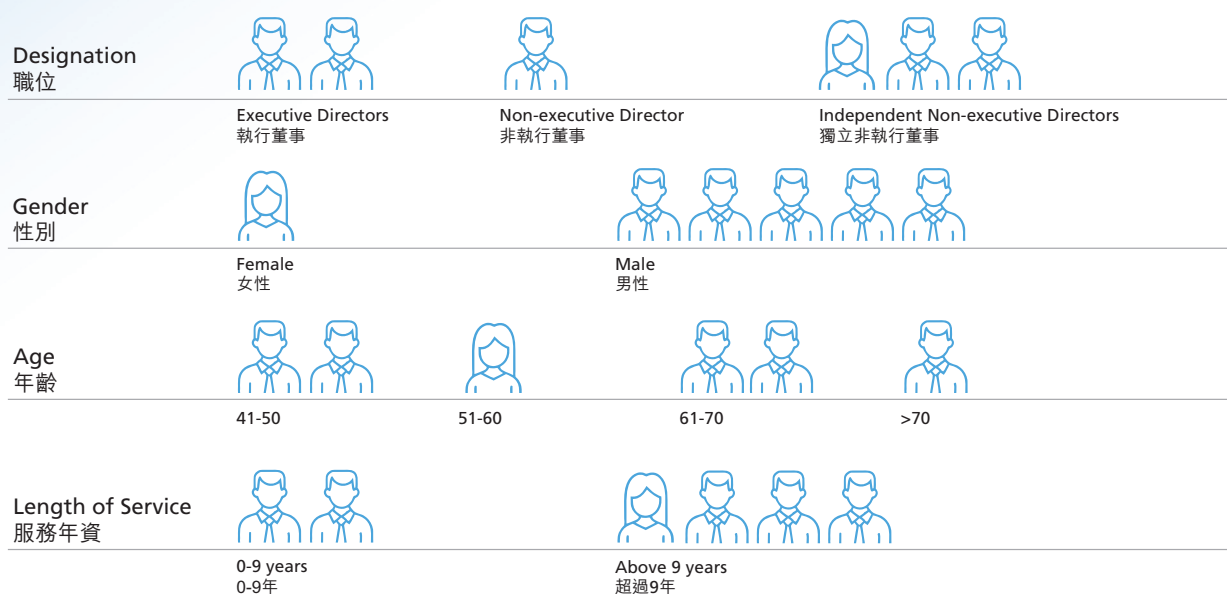 Designation
職位
Executive Directors
執行董事
Non-executive Director
非執行董事
Independent Non-executive Directors
獨立非執行董事
Gender
性別
Female
女性
Male
男性
Age
年齡
41-50
51-60
61-70
>70
Length of Service
服務年資
0-9 years
0-9年
Above 9 years
超過9年